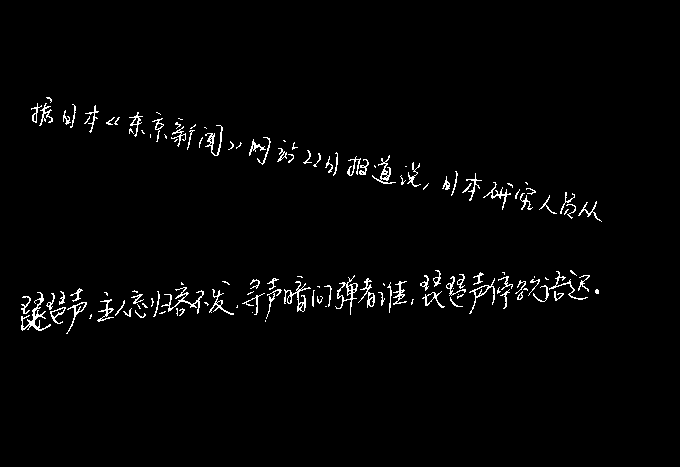 据日本《东京新闻》网站22日报道说,日本研究人员从
琵琶声,主人忘归客不发.寻声暗问弹者谁,琵琶声停欲语迟.